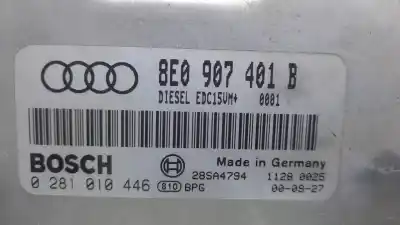 8E0 907 401 B
DIESEL EDC15VM+ 0001
BOSCH
Made in Germany
28SA4794 1128 0025
0 281 010 446 810 BPG 00-09-27